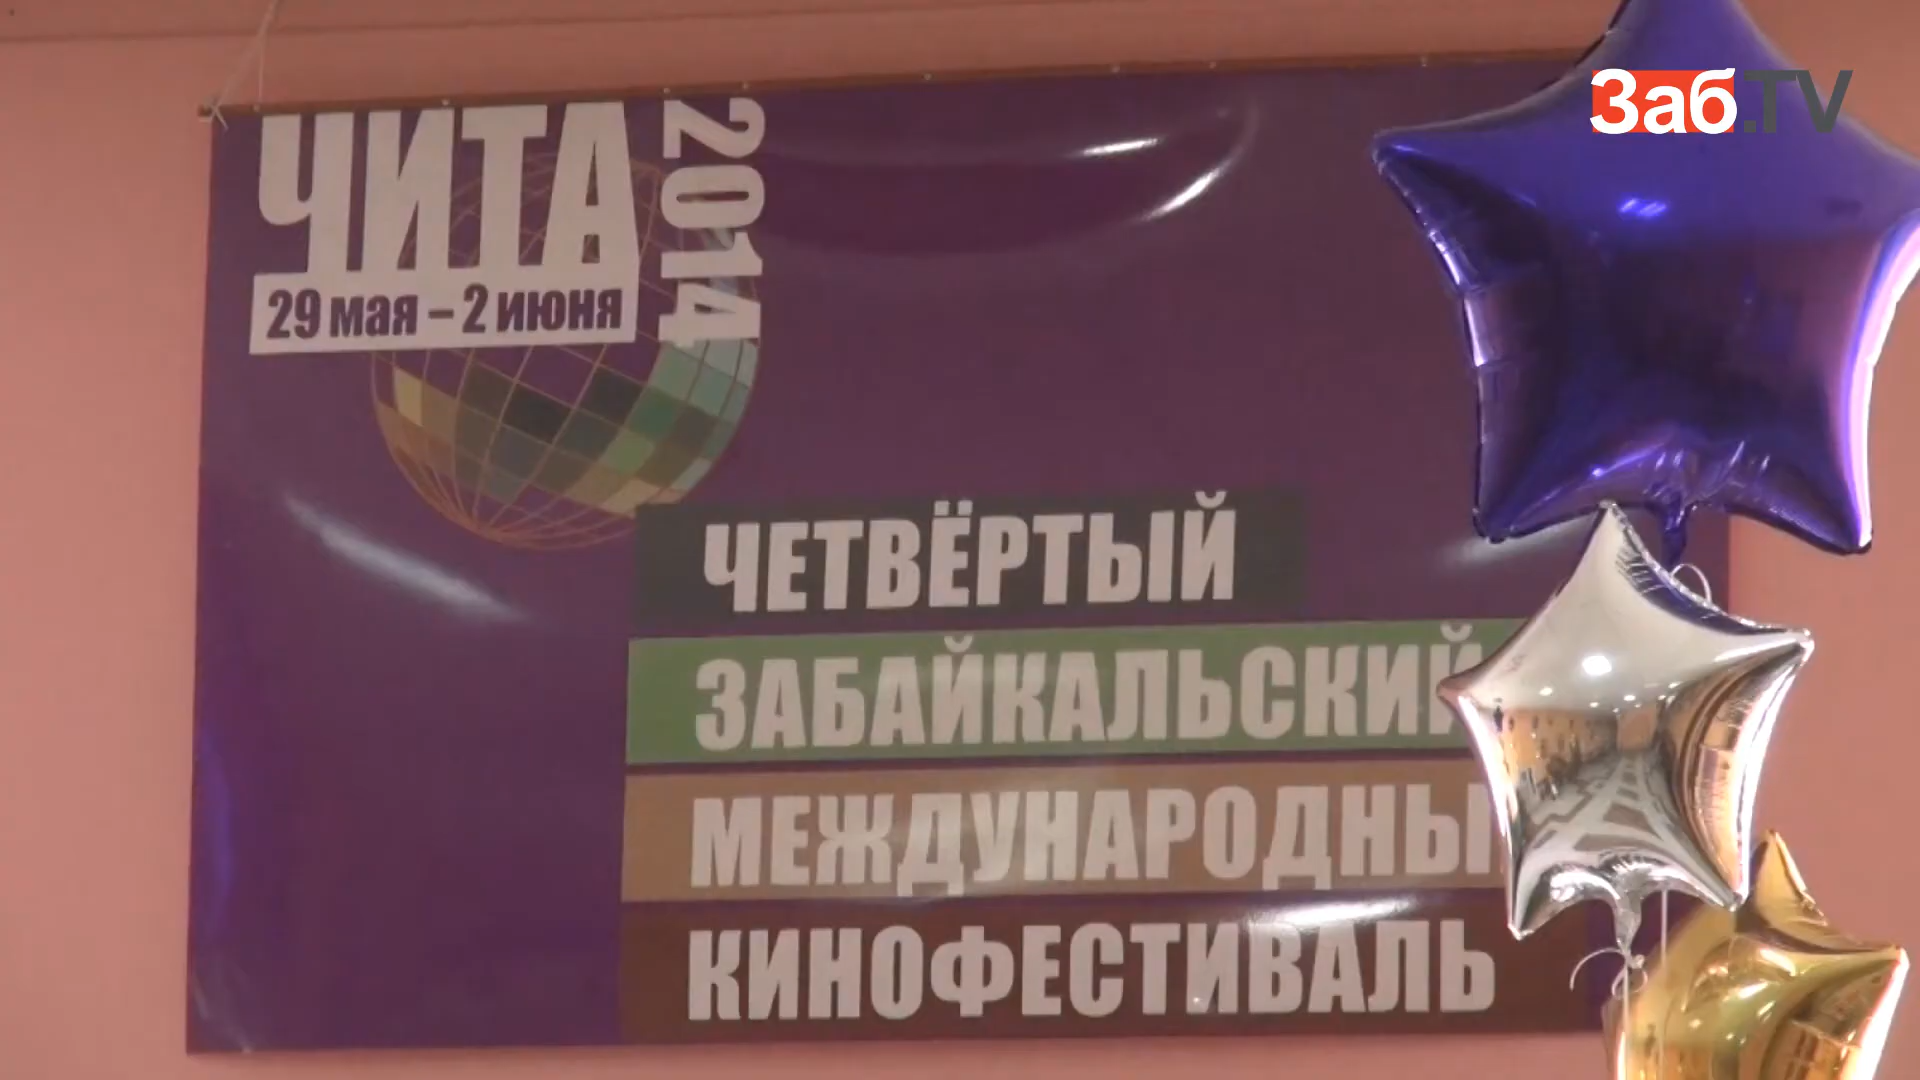 Заб.TV
ЧИТА
2014
29 мая – 2 июня
ЧЕТВЁРТЫЙ
ЗАБАЙКАЛЬСКИЙ
МЕЖДУНАРОДНЫ
КИНОФЕСТИВАЛЬ